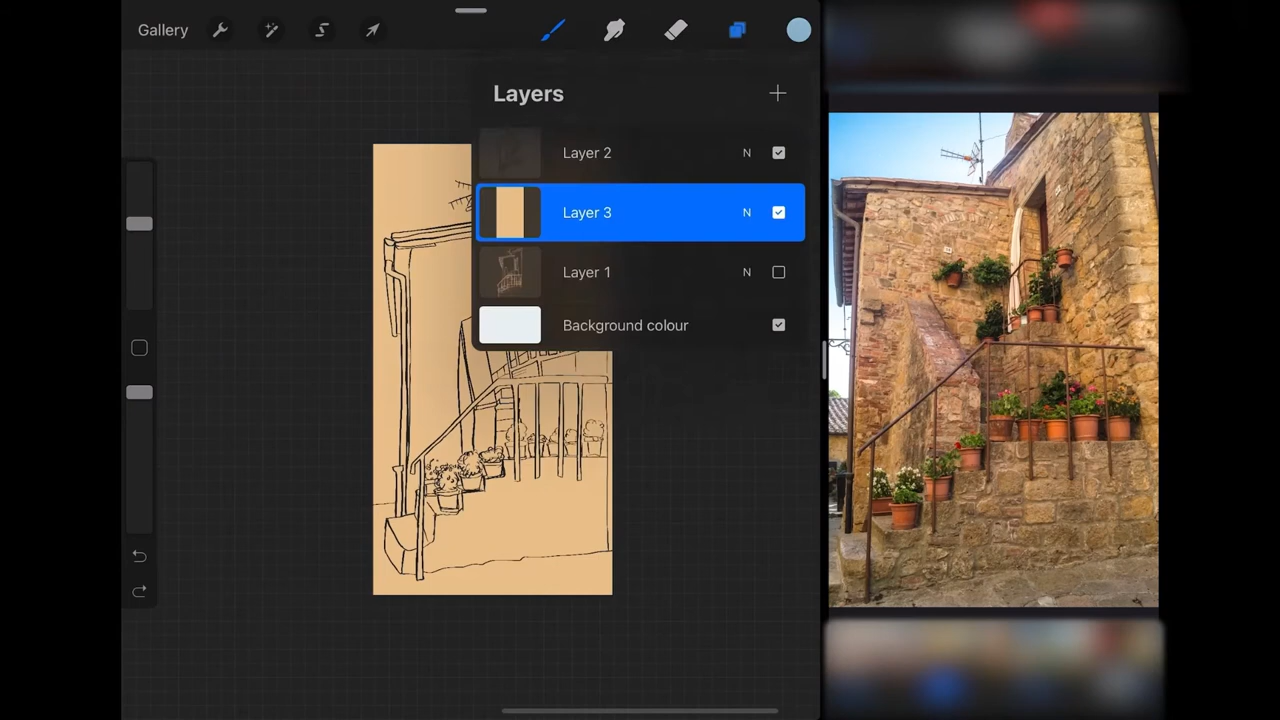 Gallery
Layers
Layer 2 N
Layer 3 N
Layer 1 N
Background colour